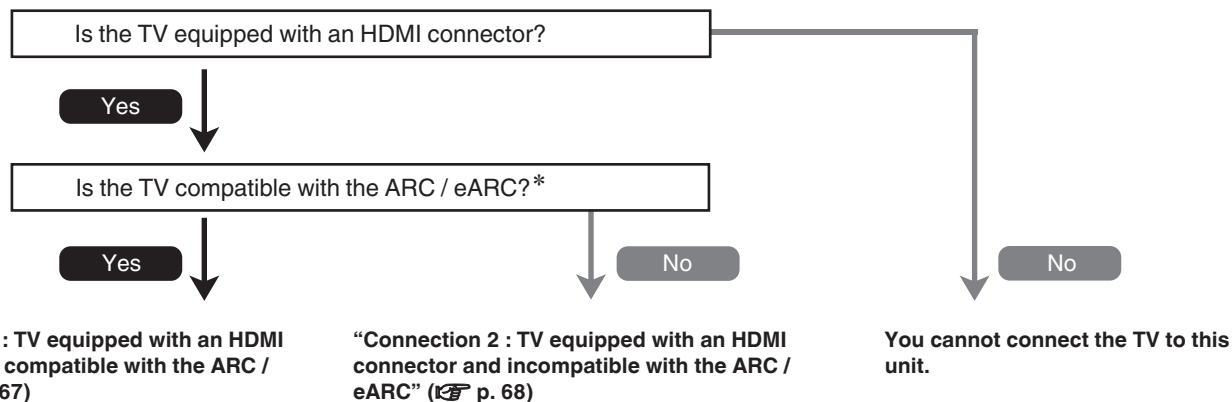 Is the TV equipped with an HDMI connector?
Yes
Is the TV compatible with the ARC / eARC?*
Yes
No
No
: TV equipped with an HDMI
compatible with the ARC /
67)
“Connection 2 : TV equipped with an HDMI
connector and incompatible with the ARC /
eARC” (☞ p. 68)
You cannot connect the TV to this
unit.